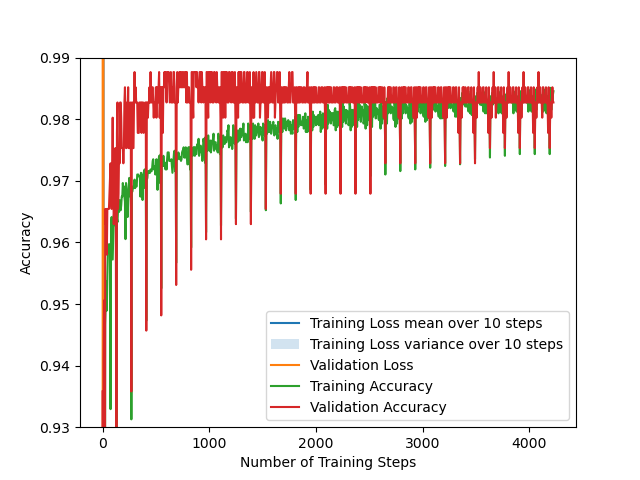 0.99
0.98
0.97
0.96
0.95
0.94
0.93
Accuracy
Training Loss mean over 10 steps
Training Loss variance over 10 steps
Validation Loss
Training Accuracy
Validation Accuracy
0 1000 2000 3000 4000
Number of Training Steps